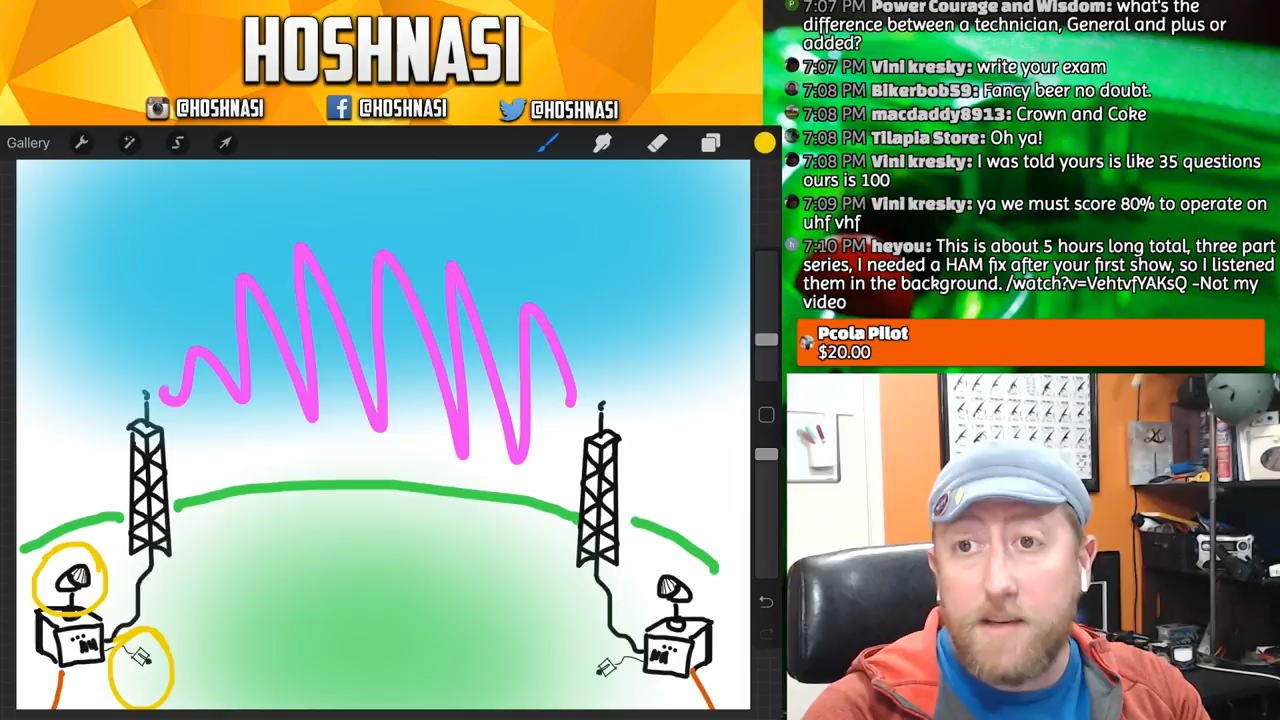 HOSHNASI
@HOSHNASI
@HOSHNASI
@HOSHNASI
Gallery
7:07 PM Power Courage and Wisdom: what's the
difference between a technician, General and plus or
added?
7:07 PM Vini kresky: write your exam
7:08 PM Bikerbob59: Fancy beer no doubt.
7:08 PM macdaddy8913: Crown and Coke
7:08 PM Tilapia Store: Oh ya!
7:08 PM Vini kresky: I was told yours is like 35 questions
ours is 100
7:09 PM Vini kresky: ya we must score 80% to operate on
uhf vhf
7:10 PM heyou: This is about 5 hours long total, three part
series, I needed a HAM fix after your first show, so I listened
them in the background. /watch?v=VehtvfYAKsQ -Not my
video
Pcola Pilot
$20.00